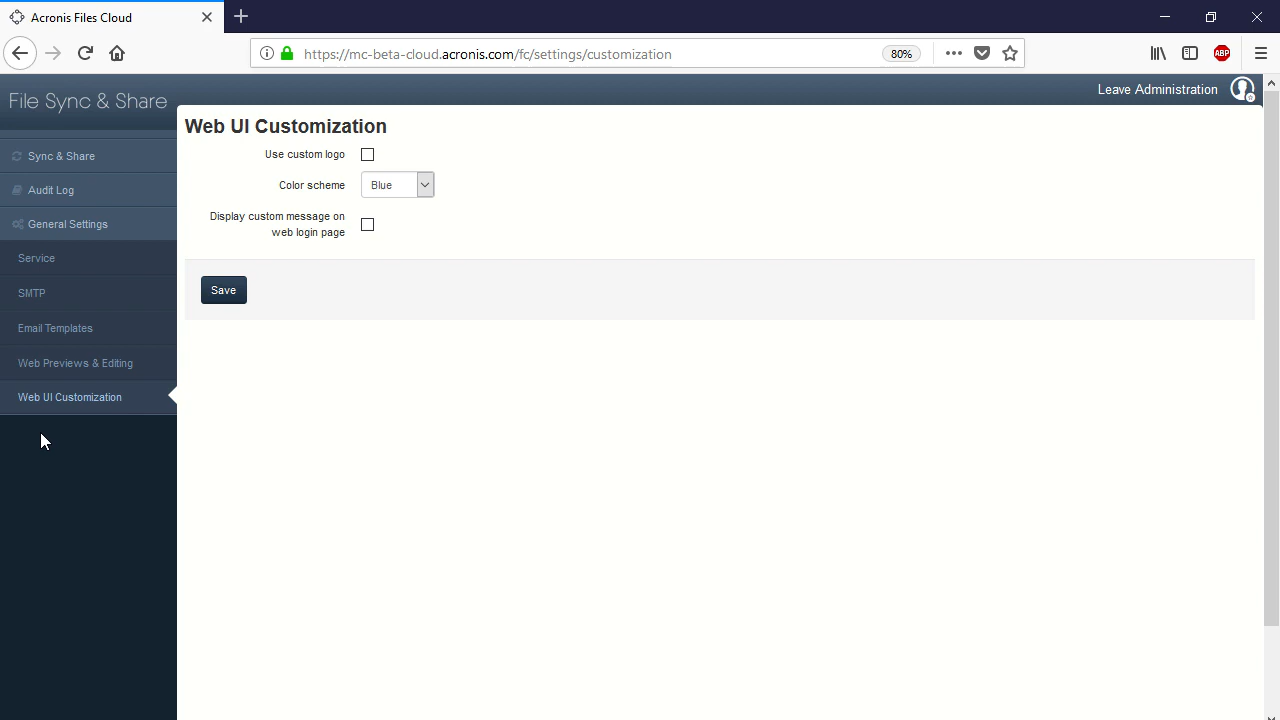 Acronis Files Cloud
https://mc-beta-cloud.acronis.com/fc/settings/customization
80%
ABP
File Sync & Share
Leave Administration
Sync & Share
Audit Log
General Settings
Service
SMTP
Email Templates
Web Previews & Editing
Web UI Customization
Web UI Customization
Use custom logo
Color scheme
Blue
Display custom message on
web login page
Save